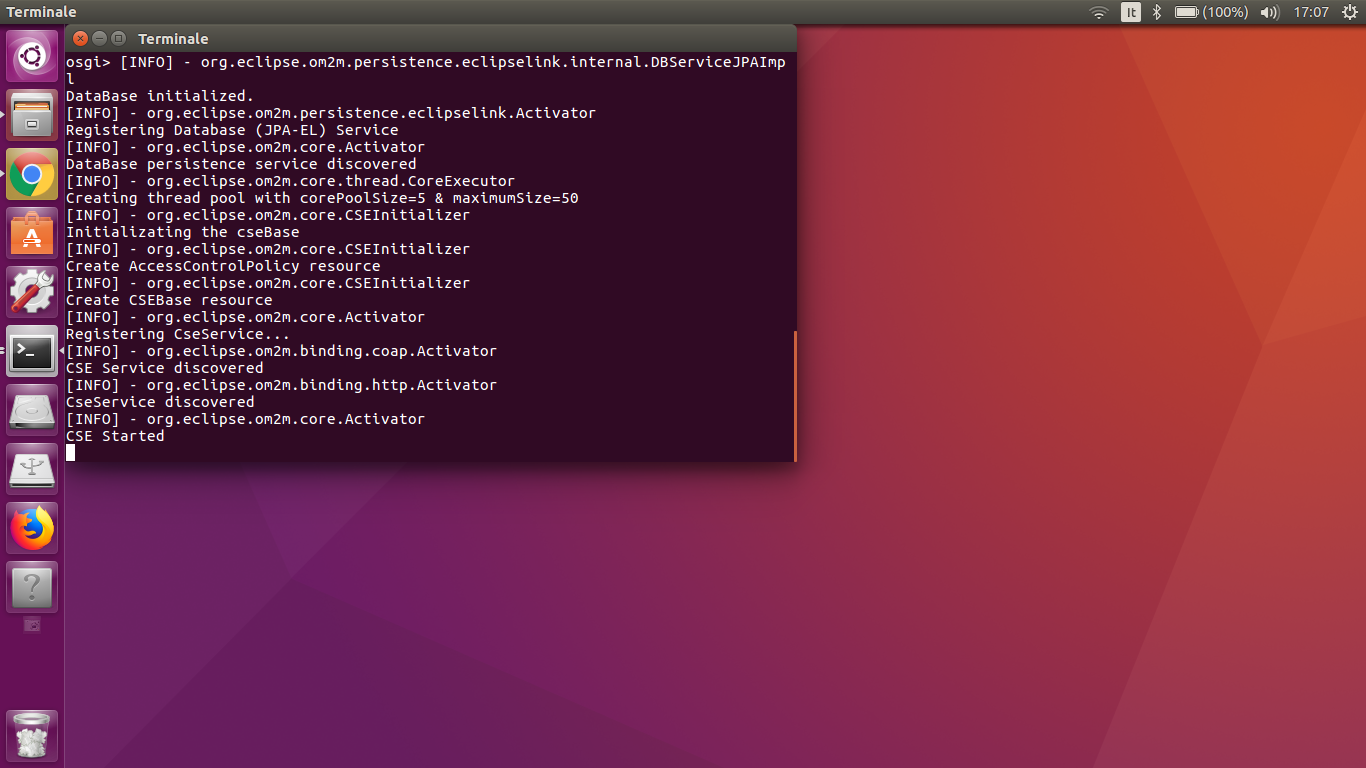 Terminale
It
(100%)
17:07
Terminale
osgi> [INFO] - org.eclipse.om2m.persistence.eclipselink.internal.DBServiceJPAImp
l
DataBase initialized.
[INFO] - org.eclipse.om2m.persistence.eclipselink.Activator
Registering Database (JPA-EL) Service
[INFO] - org.eclipse.om2m.core.Activator
DataBase persistence service discovered
[INFO] - org.eclipse.om2m.core.thread.CoreExecutor
Creating thread pool with corePoolSize=5 & maximumSize=50
[INFO] - org.eclipse.om2m.core.CSEInitializer
Initializating the cseBase
[INFO] - org.eclipse.om2m.core.CSEInitializer
Create AccessControlPolicy resource
[INFO] - org.eclipse.om2m.core.CSEInitializer
Create CSEBase resource
[INFO] - org.eclipse.om2m.core.Activator
Registering CseService...
[INFO] - org.eclipse.om2m.binding.coap.Activator
CSE Service discovered
[INFO] - org.eclipse.om2m.binding.http.Activator
CseService discovered
[INFO] - org.eclipse.om2m.core.Activator
CSE Started